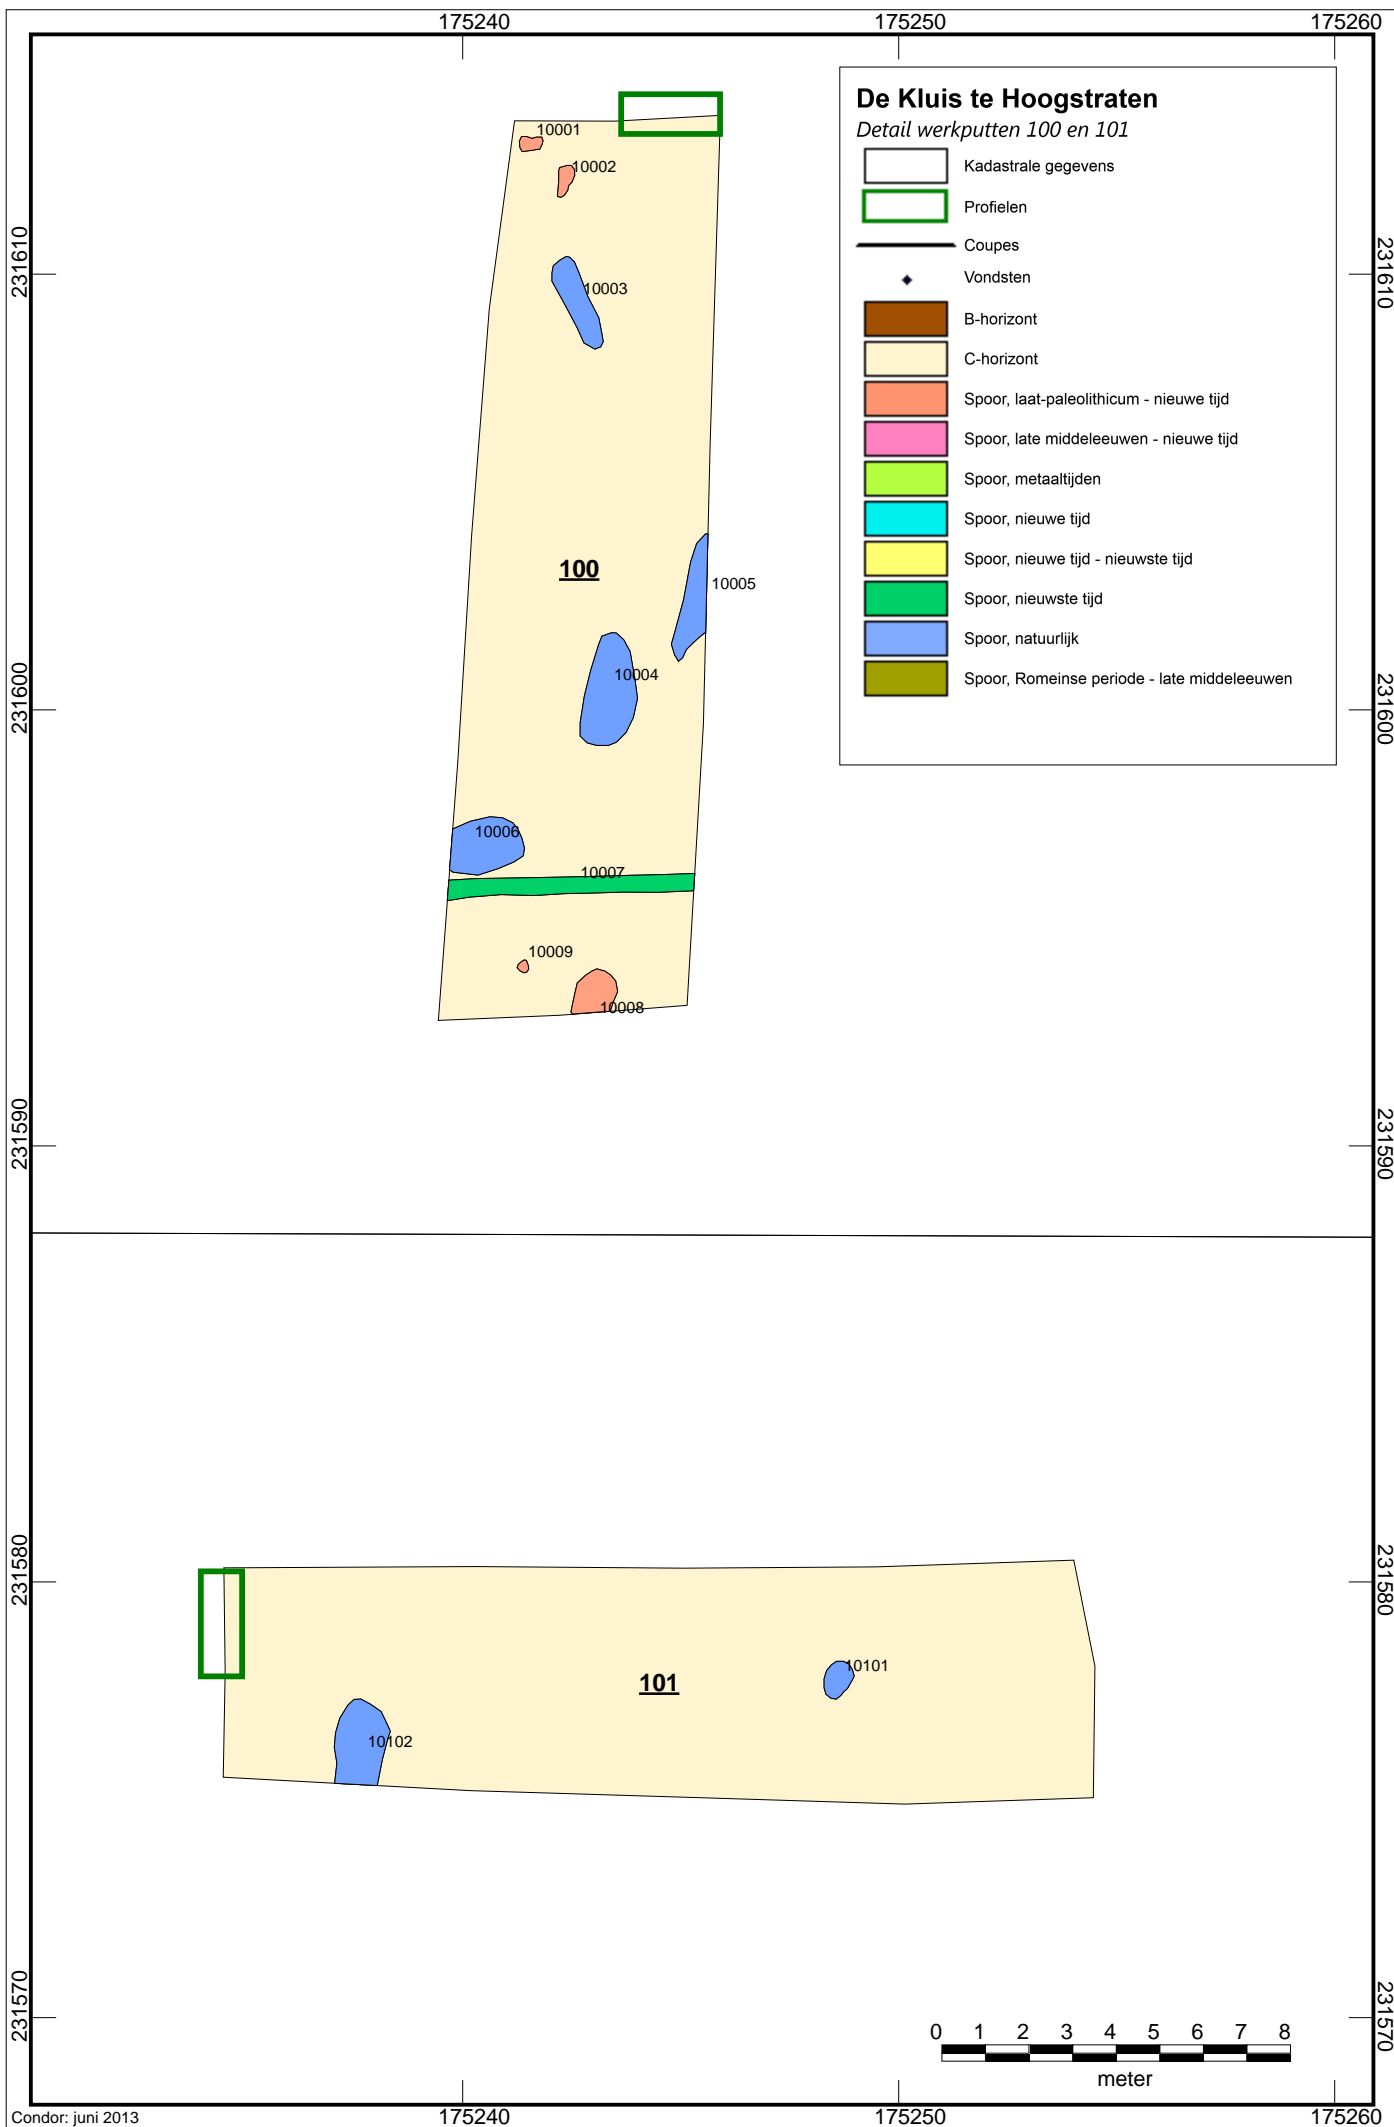 175240 175250 175260
De Kluis te Hoogstraten
Detail werkputten 100 en 101
Kadastrale gegevens
Profielen
Coupes
Vondsten
B-horizont
C-horizont
Spoor, laat-paleolithicum - nieuwe tijd
Spoor, late middeleeuwen - nieuwe tijd
Spoor, metaaltijden
Spoor, nieuwe tijd
Spoor, nieuwe tijd - nieuwste tijd
Spoor, nieuwste tijd
Spoor, natuurlijk
Spoor, Romeinse periode - late middeleeuwen
10001
10002
231610 231610
10003
100
10005
10004
231600 231600
10006
10007
10009
10008
231590 231590
231580 231580
10101
101
10102
231570 231570
0 1 2 3 4 5 6 7 8
meter
Condor: juni 2013
175240 175250 175260